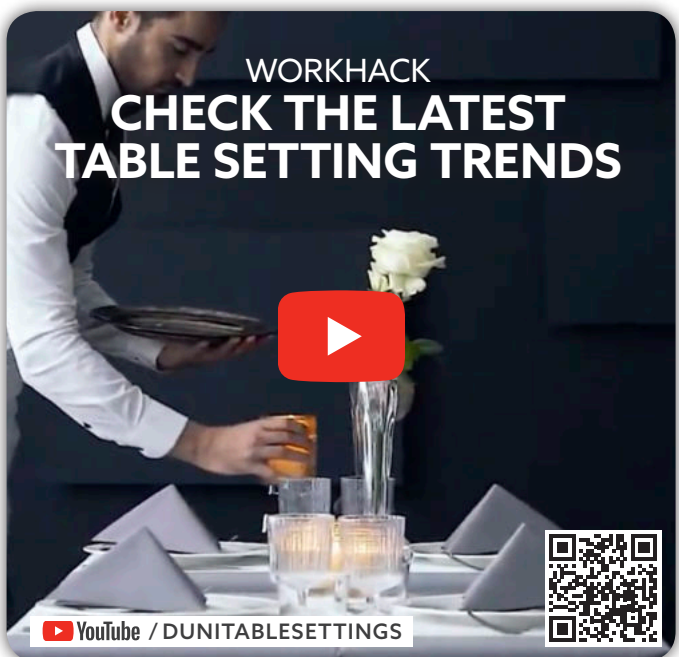 WORKHACK
CHECK THE LATEST
TABLE SETTING TRENDS
YouTube /DUNITABLESETTINGS